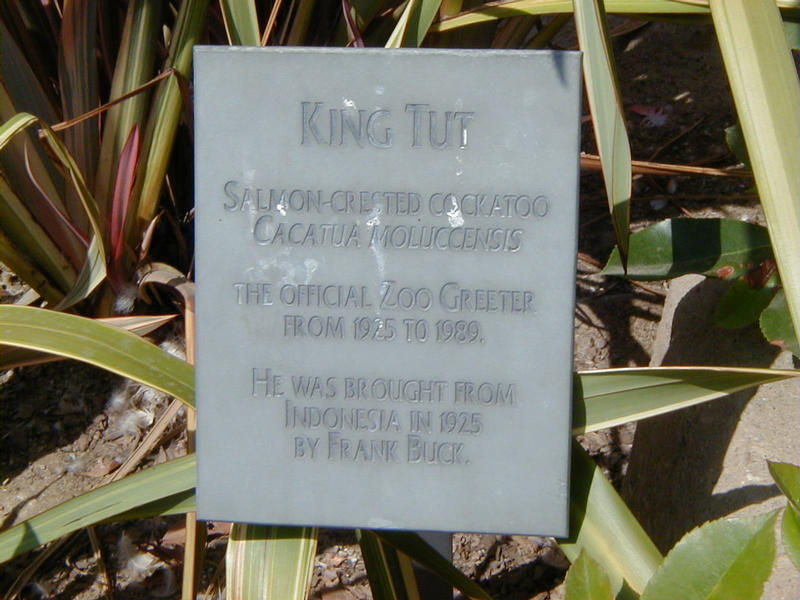 King Tut
Salmon-crested cockatoo
Cacatua moluccensis
the official Zoo Greeter
from 1925 to 1989.
He was brought from
Indonesia in 1925
by Frank Buck.